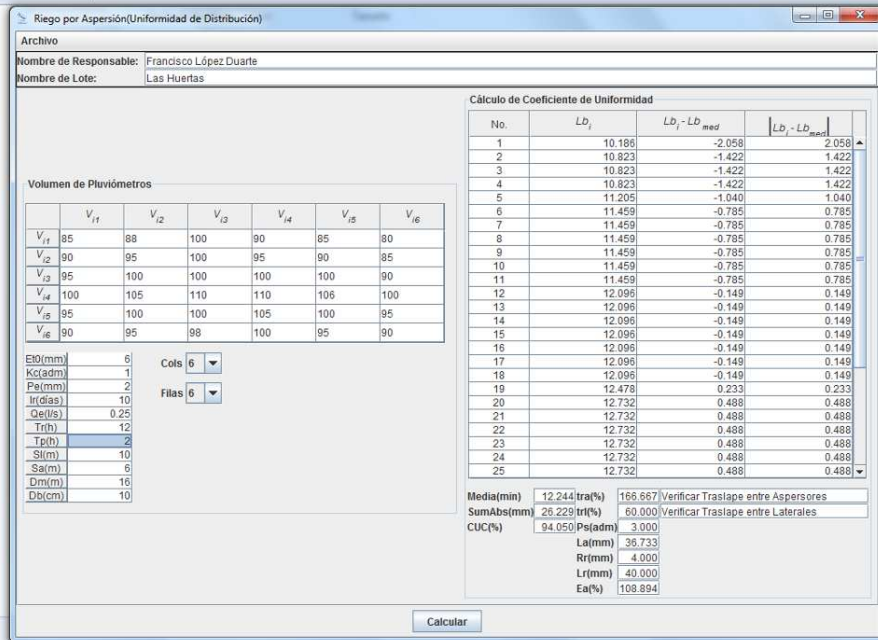 Riego por Aspersión(Uniformidad de Distribución)
Archivo
Nombre de Responsable: Francisco López Duarte
Nombre de Lote: Las Huertas
Volumen de Pluviómetros
Vi1 Vi2 Vi3 Vi4 Vi5 Vi6
Vi1 85 88 100 90 85 80
Vi2 90 95 100 95 90 85
Vi3 95 100 100 100 100 90
Vi4 100 105 110 110 106 100
Vi5 95 100 100 105 100 95
Vi6 90 95 98 100 95 90
Et0(mm) 6
Kc(adm) 1
Pe(mm) 2
Ir(días) 10
Qe(l/s) 0.25
Tr(h) 12
Tp(h) 2
Sl(m) 10
Sa(m) 6
Dm(m) 16
Db(cm) 10
Cols 6
Filas 6
Cálculo de Coeficiente de Uniformidad
No. Lbi Lbi - Lbmed |Lbi - Lbmed|
1 10.186 -2.058 2.058
2 10.823 -1.422 1.422
3 10.823 -1.422 1.422
4 10.823 -1.422 1.422
5 11.205 -1.040 1.040
6 11.459 -0.785 0.785
7 11.459 -0.785 0.785
8 11.459 -0.785 0.785
9 11.459 -0.785 0.785
10 11.459 -0.785 0.785
11 11.459 -0.785 0.785
12 12.096 -0.149 0.149
13 12.096 -0.149 0.149
14 12.096 -0.149 0.149
15 12.096 -0.149 0.149
16 12.096 -0.149 0.149
17 12.096 -0.149 0.149
18 12.096 -0.149 0.149
19 12.478 0.233 0.233
20 12.732 0.488 0.488
21 12.732 0.488 0.488
22 12.732 0.488 0.488
23 12.732 0.488 0.488
24 12.732 0.488 0.488
25 12.732 0.488 0.488
Media(min) 12.244 tra(%) 166.667 Verificar Traslape entre Aspersores
SumAbs(mm) 26.229 trl(%) 60.000 Verificar Traslape entre Laterales
CUC(%) 94.050 Ps(adm) 3.000
La(mm) 36.733
Rr(mm) 4.000
Lr(mm) 40.000
Ea(%) 108.894
Calcular